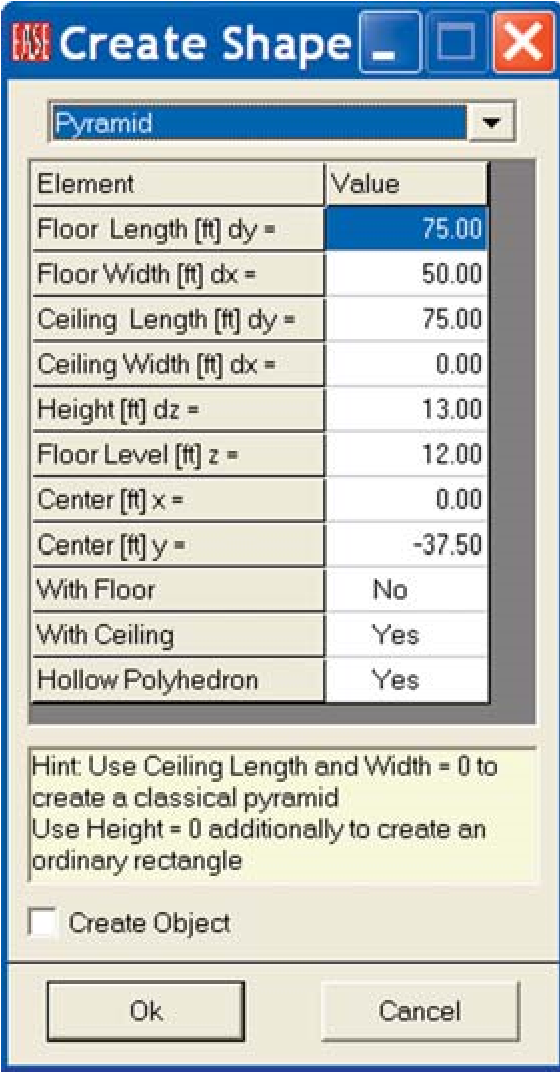 EASE Create Shape
Pyramid
Element Value
Floor Length [ft] dy = 75.00
Floor Width [ft] dx = 50.00
Ceiling Length [ft] dy = 75.00
Ceiling Width [ft] dx = 0.00
Height [ft] dz = 13.00
Floor Level [ft] z = 12.00
Center [ft] x = 0.00
Center [ft] y = -37.50
With Floor No
With Ceiling Yes
Hollow Polyhedron Yes
Hint: Use Ceiling Length and Width = 0 to
create a classical pyramid
Use Height = 0 additionally to create an
ordinary rectangle
Create Object
Ok Cancel